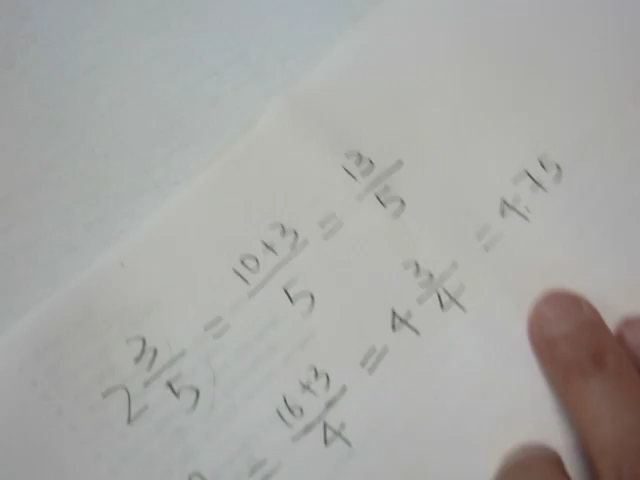 2 3/5 = 10+3/5 = 13/5
= 16+3/4 = 4 3/4 = 4.75